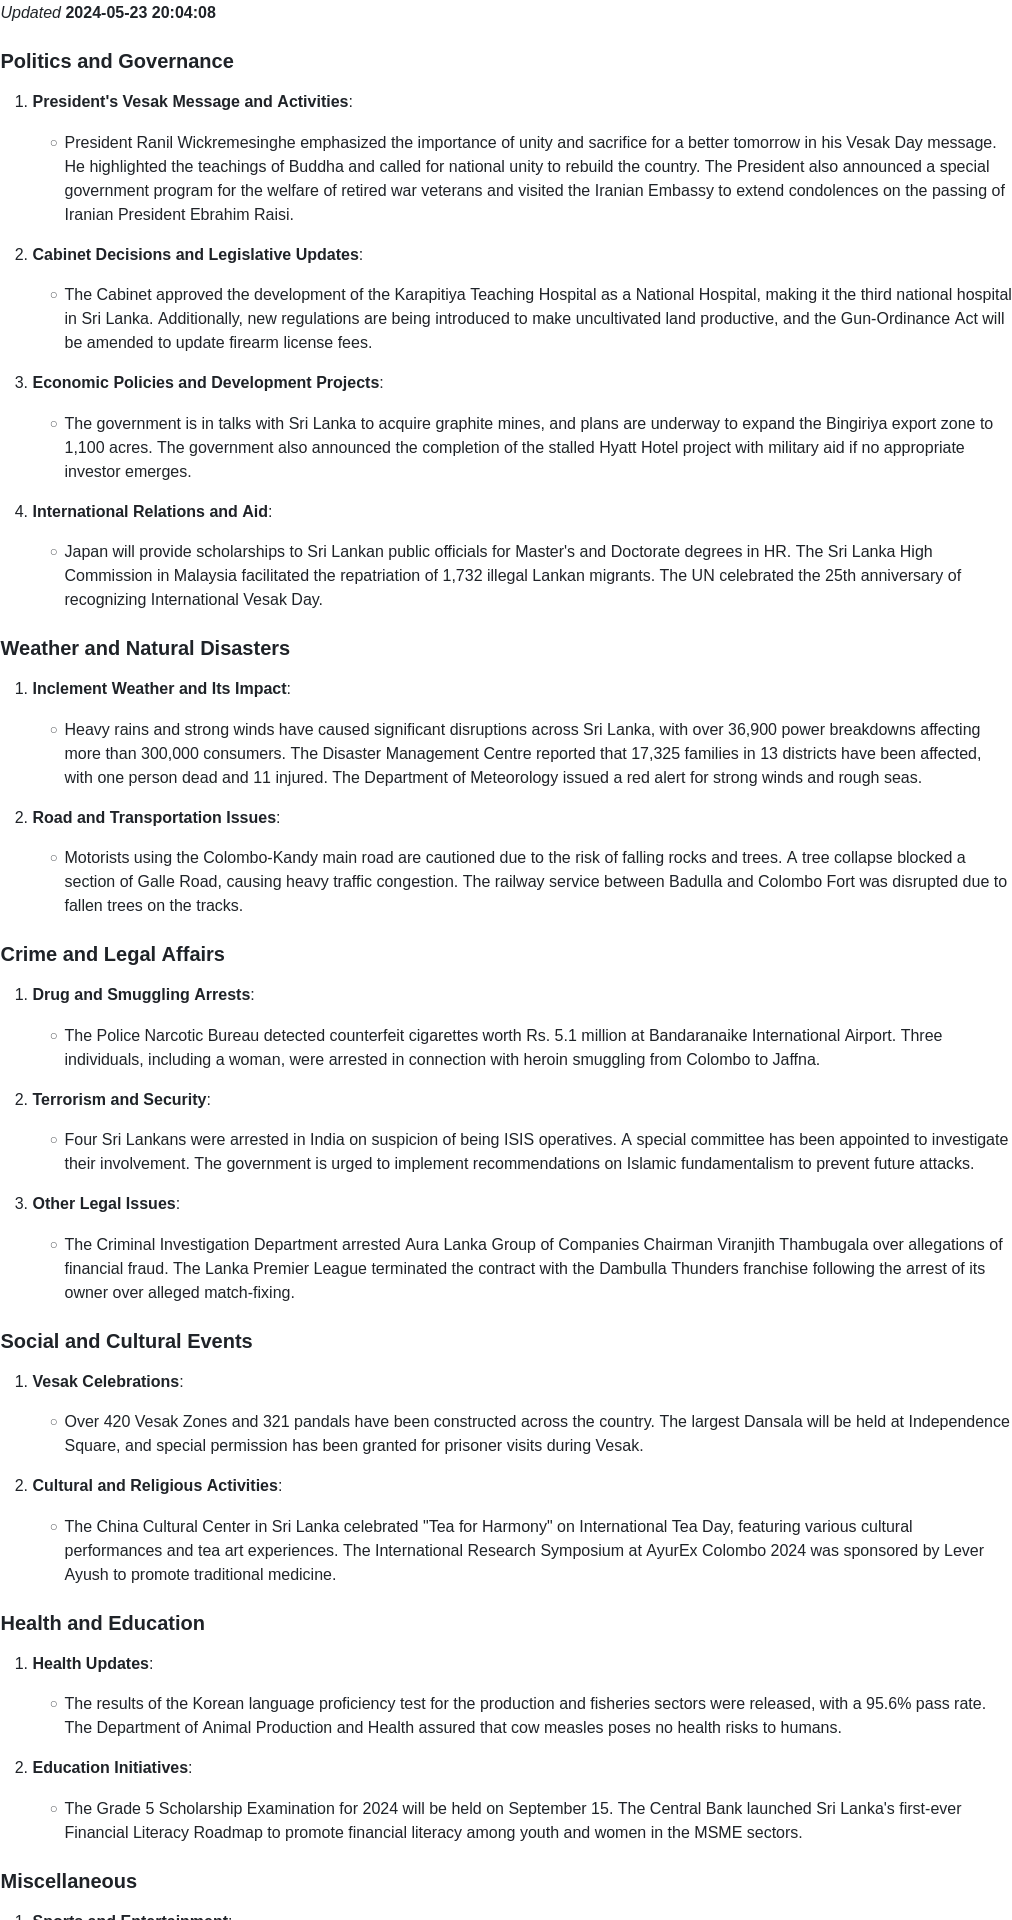 Updated 2024-05-23 20:04:08
Politics and Governance
1. President's Vesak Message and Activities:
○ President Ranil Wickremesinghe emphasized the importance of unity and sacrifice for a better tomorrow in his Vesak Day message.
He highlighted the teachings of Buddha and called for national unity to rebuild the country. The President also announced a special
government program for the welfare of retired war veterans and visited the Iranian Embassy to extend condolences on the passing of
Iranian President Ebrahim Raisi.
2. Cabinet Decisions and Legislative Updates:
○ The Cabinet approved the development of the Karapitiya Teaching Hospital as a National Hospital, making it the third national hospital
in Sri Lanka. Additionally, new regulations are being introduced to make uncultivated land productive, and the Gun-Ordinance Act will
be amended to update firearm license fees.
3. Economic Policies and Development Projects:
○ The government is in talks with Sri Lanka to acquire graphite mines, and plans are underway to expand the Bingiriya export zone to
1,100 acres. The government also announced the completion of the stalled Hyatt Hotel project with military aid if no appropriate
investor emerges.
4. International Relations and Aid:
○ Japan will provide scholarships to Sri Lankan public officials for Master's and Doctorate degrees in HR. The Sri Lanka High
Commission in Malaysia facilitated the repatriation of 1,732 illegal Lankan migrants. The UN celebrated the 25th anniversary of
recognizing International Vesak Day.
Weather and Natural Disasters
1. Inclement Weather and Its Impact:
○ Heavy rains and strong winds have caused significant disruptions across Sri Lanka, with over 36,900 power breakdowns affecting
more than 300,000 consumers. The Disaster Management Centre reported that 17,325 families in 13 districts have been affected,
with one person dead and 11 injured. The Department of Meteorology issued a red alert for strong winds and rough seas.
2. Road and Transportation Issues:
○ Motorists using the Colombo-Kandy main road are cautioned due to the risk of falling rocks and trees. A tree collapse blocked a
section of Galle Road, causing heavy traffic congestion. The railway service between Badulla and Colombo Fort was disrupted due to
fallen trees on the tracks.
Crime and Legal Affairs
1. Drug and Smuggling Arrests:
○ The Police Narcotic Bureau detected counterfeit cigarettes worth Rs. 5.1 million at Bandaranaike International Airport. Three
individuals, including a woman, were arrested in connection with heroin smuggling from Colombo to Jaffna.
2. Terrorism and Security:
○ Four Sri Lankans were arrested in India on suspicion of being ISIS operatives. A special committee has been appointed to investigate
their involvement. The government is urged to implement recommendations on Islamic fundamentalism to prevent future attacks.
3. Other Legal Issues:
○ The Criminal Investigation Department arrested Aura Lanka Group of Companies Chairman Viranjith Thambugala over allegations of
financial fraud. The Lanka Premier League terminated the contract with the Dambulla Thunders franchise following the arrest of its
owner over alleged match-fixing.
Social and Cultural Events
1. Vesak Celebrations:
○ Over 420 Vesak Zones and 321 pandals have been constructed across the country. The largest Dansala will be held at Independence
Square, and special permission has been granted for prisoner visits during Vesak.
2. Cultural and Religious Activities:
○ The China Cultural Center in Sri Lanka celebrated "Tea for Harmony" on International Tea Day, featuring various cultural
performances and tea art experiences. The International Research Symposium at AyurEx Colombo 2024 was sponsored by Lever
Ayush to promote traditional medicine.
Health and Education
1. Health Updates:
○ The results of the Korean language proficiency test for the production and fisheries sectors were released, with a 95.6% pass rate.
The Department of Animal Production and Health assured that cow measles poses no health risks to humans.
2. Education Initiatives:
○ The Grade 5 Scholarship Examination for 2024 will be held on September 15. The Central Bank launched Sri Lanka's first-ever
Financial Literacy Roadmap to promote financial literacy among youth and women in the MSME sectors.
Miscellaneous
1. Sports and Entertainment: